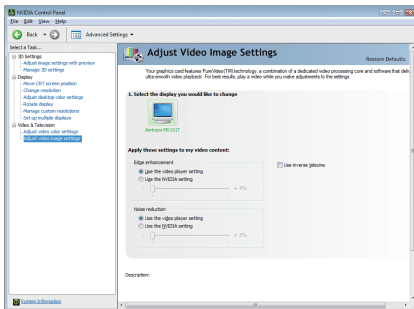 NVIDIA Control Panel
File Edit View Help
Back
Advanced Settings
Select a Task...
3D Settings
Adjust image settings with preview
Manage 3D settings
Display
Move CRT screen position
Change resolution
Adjust desktop color settings
Rotate display
Manage custom resolutions
Set up multiple displays
Video & Television
Adjust video color settings
Adjust video image settings
System Information
Adjust Video Image Settings
Restore Defaults
Your graphics card features PureVideo(TM) technology, a combination of a dedicated video processing core and software that deliv
ultra-smooth video playback. For best results, play a video while you make adjustments to the settings
1. Select the display you would like to change
Apply these settings to my video content:
Edge enhancement
Use the video player setting
Use the NVIDIA setting
- + 0%
Use inverse telecine
Noise reduction
Use the video player setting
Use the NVIDIA setting
- + 0%
Description: